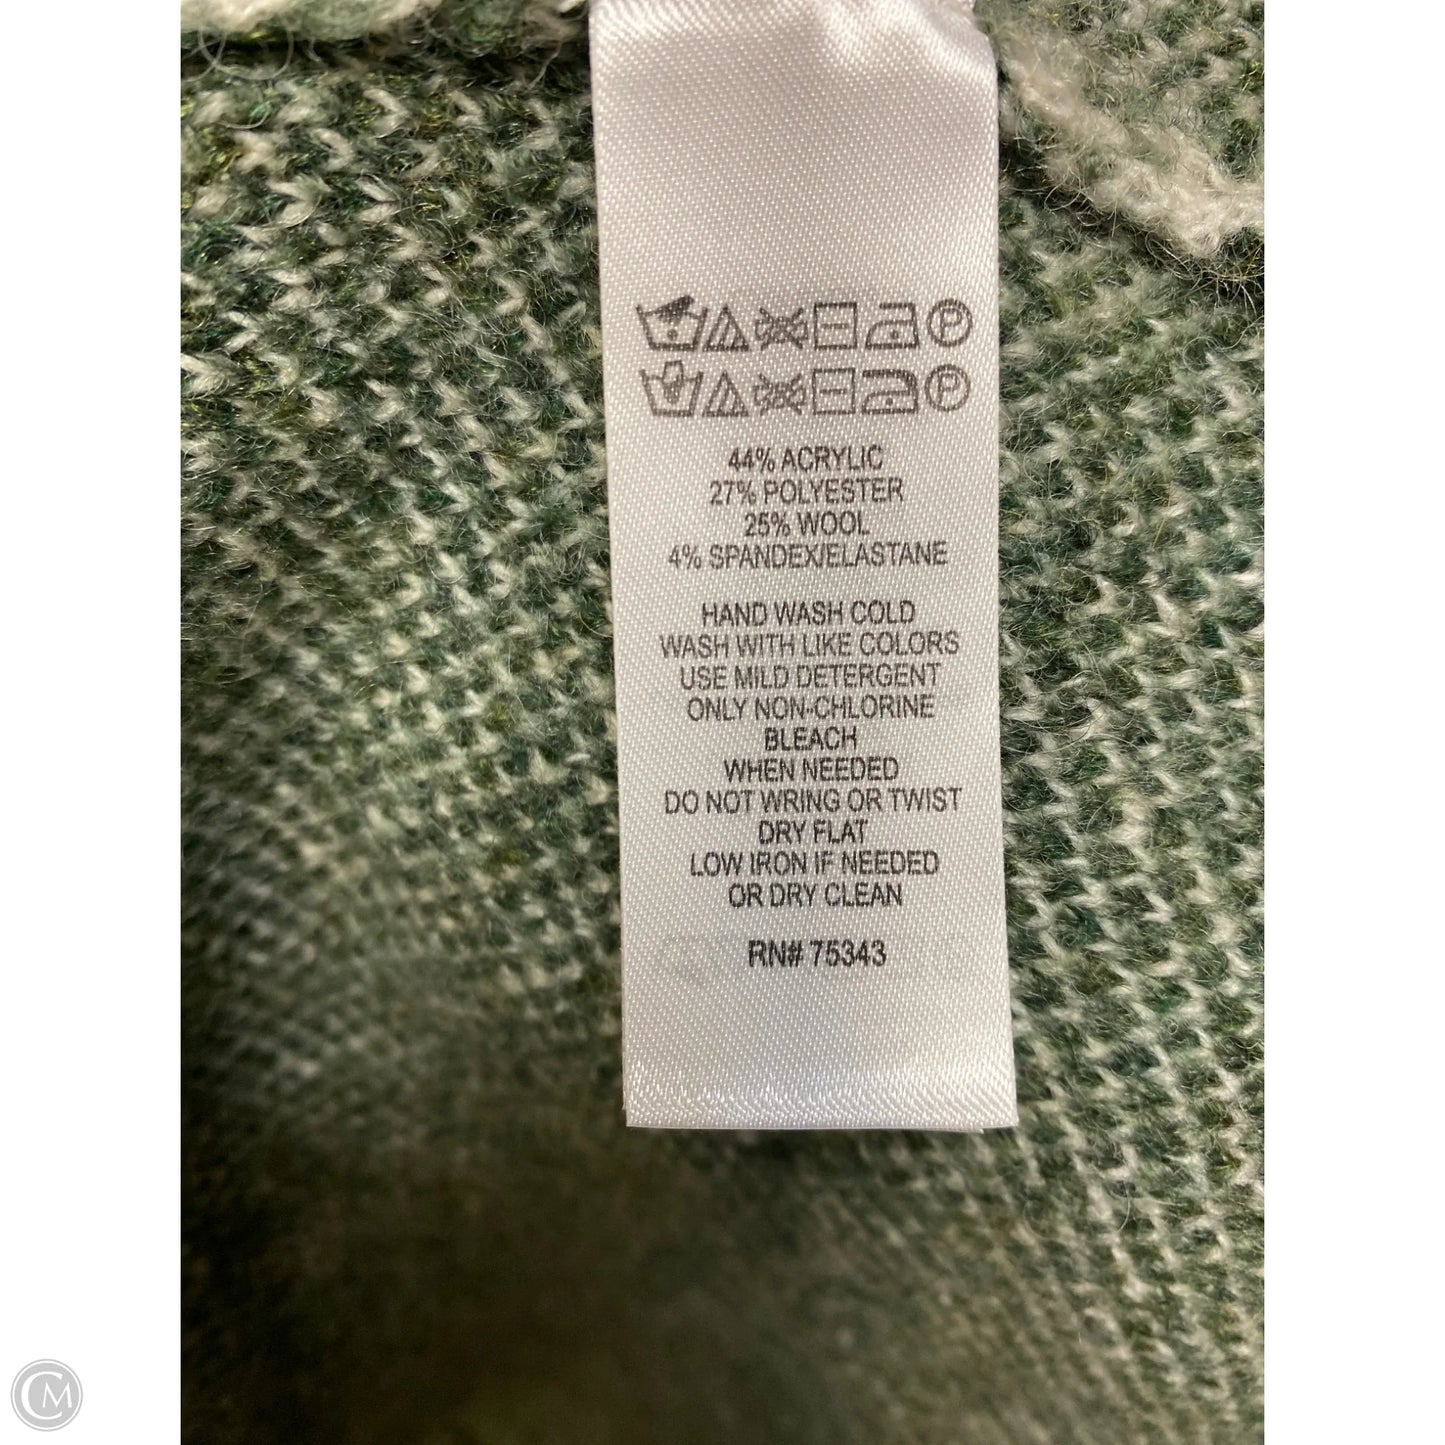 P
P
44% ACRYLIC
27% POLYESTER
25% WOOL
4% SPANDEX/ELASTANE
HAND WASH COLD
WASH WITH LIKE COLORS
USE MILD DETERGENT
ONLY NON-CHLORINE
BLEACH
WHEN NEEDED
DO NOT WRING OR TWIST
DRY FLAT
LOW IRON IF NEEDED
OR DRY CLEAN
RN# 75343
CM